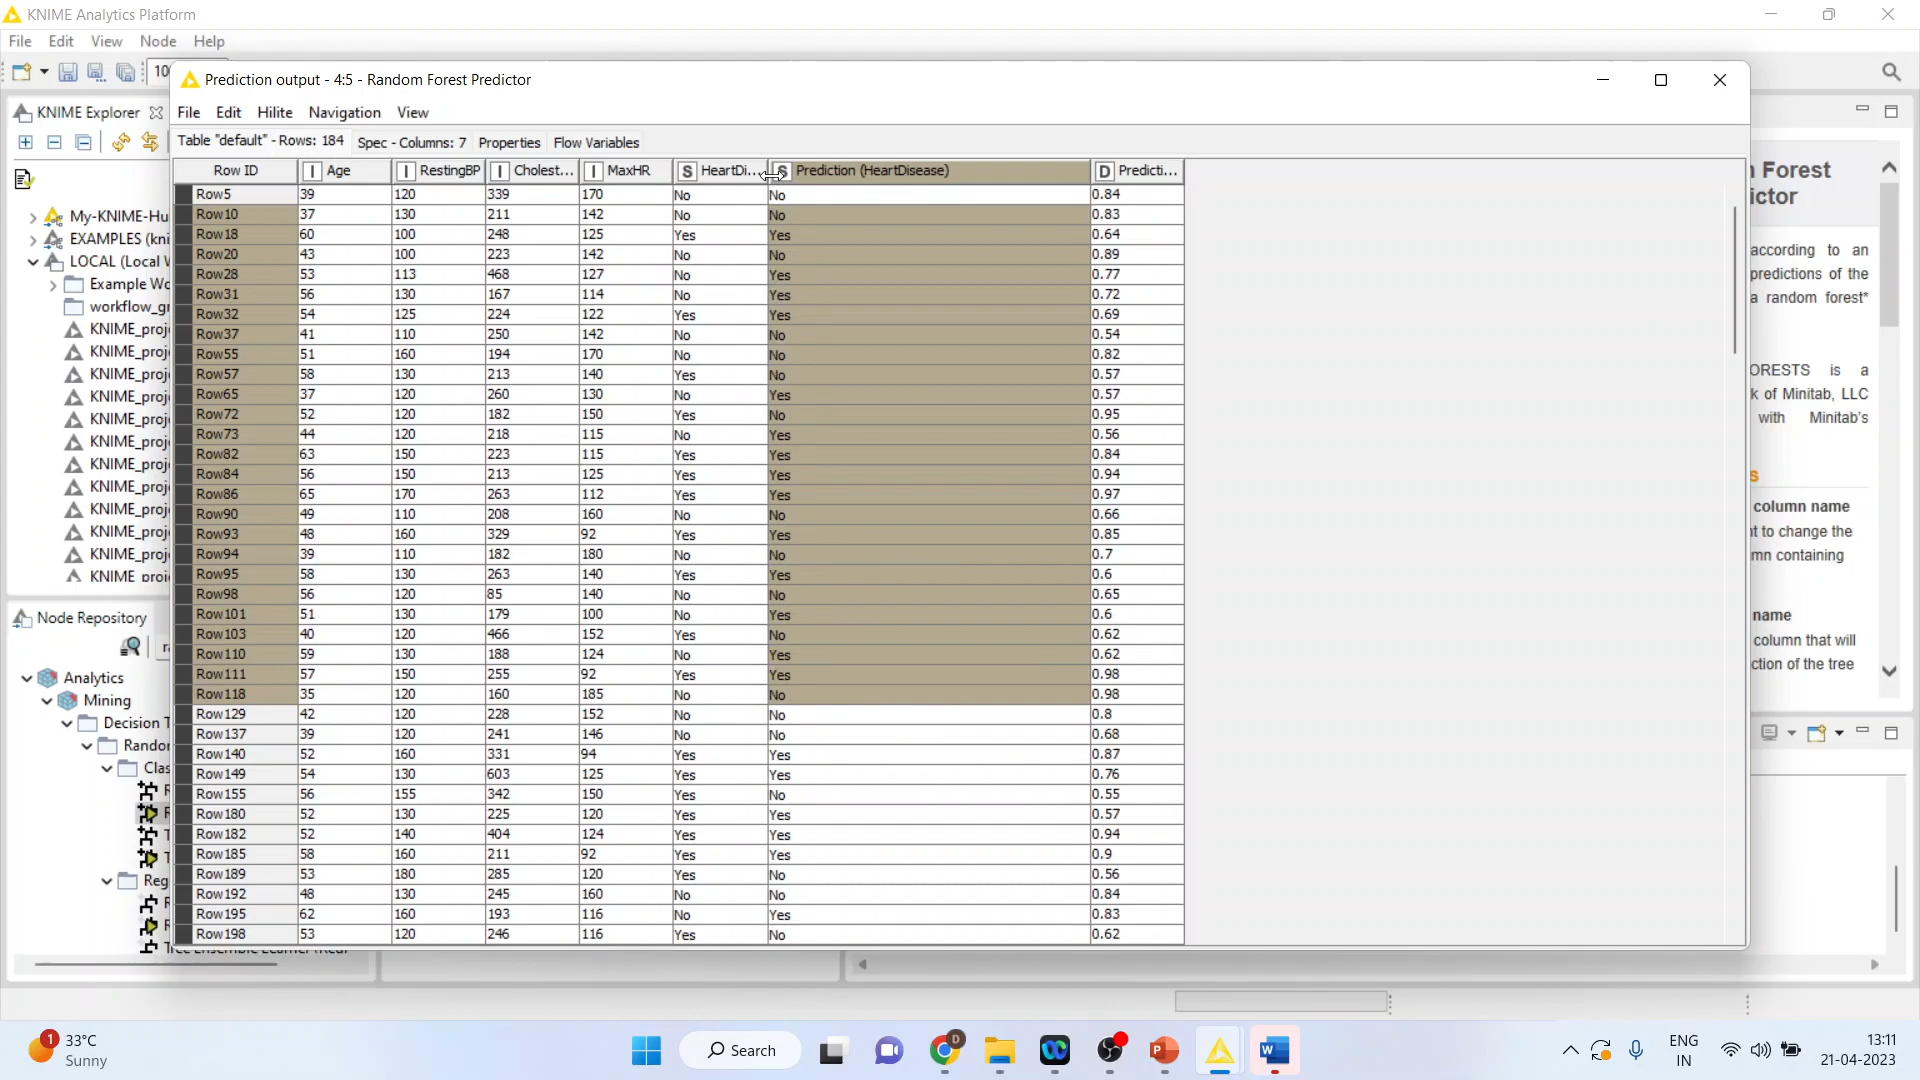 KNIME Analytics Platform
File Edit View Node Help
Prediction output - 4:5 - Random Forest Predictor
File Edit Hilite Navigation View
Table "default" - Rows: 184 Spec - Columns: 7 Properties Flow Variables
Row ID I Age I RestingBP I Cholest... I MaxHR S HeartDi... S Prediction (HeartDisease) D Predicti...
Row5 39 120 339 170 No No 0.84
Row10 37 130 211 142 No No 0.83
Row18 60 100 248 125 Yes Yes 0.64
Row20 43 100 223 142 No No 0.89
Row28 53 113 468 127 No Yes 0.77
Row31 56 130 167 114 No Yes 0.72
Row32 54 125 224 122 Yes Yes 0.69
Row37 41 110 250 142 No No 0.54
Row55 51 160 194 170 No No 0.82
Row57 58 130 213 140 Yes No 0.57
Row65 37 120 260 130 No Yes 0.57
Row72 52 120 182 150 Yes No 0.95
Row73 44 120 218 115 No Yes 0.56
Row82 63 150 223 115 Yes Yes 0.84
Row84 56 150 213 125 Yes Yes 0.94
Row86 65 170 263 112 Yes Yes 0.97
Row90 49 110 208 160 No No 0.66
Row93 48 160 329 92 Yes Yes 0.85
Row94 39 110 182 180 No No 0.7
Row95 58 130 263 140 Yes Yes 0.6
Row98 56 120 85 140 No No 0.65
Row101 51 130 179 100 No Yes 0.6
Row103 40 120 466 152 Yes No 0.62
Row110 59 130 188 124 No Yes 0.62
Row111 57 150 255 92 Yes Yes 0.98
Row118 35 120 160 185 No No 0.98
Row129 42 120 228 152 No No 0.8
Row137 39 120 241 146 No No 0.68
Row140 52 160 331 94 Yes Yes 0.87
Row149 54 130 603 125 Yes Yes 0.76
Row155 56 155 342 150 Yes No 0.55
Row180 52 130 225 120 Yes Yes 0.57
Row182 52 140 404 124 Yes Yes 0.94
Row185 58 160 211 92 Yes Yes 0.9
Row189 53 180 285 120 Yes No 0.56
Row192 48 130 245 160 No No 0.84
Row195 62 160 193 116 No Yes 0.83
Row198 53 120 246 116 Yes No 0.62
KNIME Explorer
My-KNIME-Hu
EXAMPLES (kni
LOCAL (Local W
Example Wo
workflow_gr
KNIME_proj
KNIME_proj
KNIME_proj
KNIME_proj
KNIME_proj
KNIME_proj
KNIME_proj
KNIME_proj
KNIME_proj
KNIME_proj
KNIME_proj
KNIME proj
Node Repository
Analytics
Mining
Decision T
Rando
Clas
Reg
Forest
ictor
according to an
predictions of the
a random forest*
ORESTS is a
k of Minitab, LLC
with Minitab's
s
column name
nt to change the
mn containing
name
column that will
ction of the tree
33°C
Sunny
Search
ENG
IN
13:11
21-04-2023